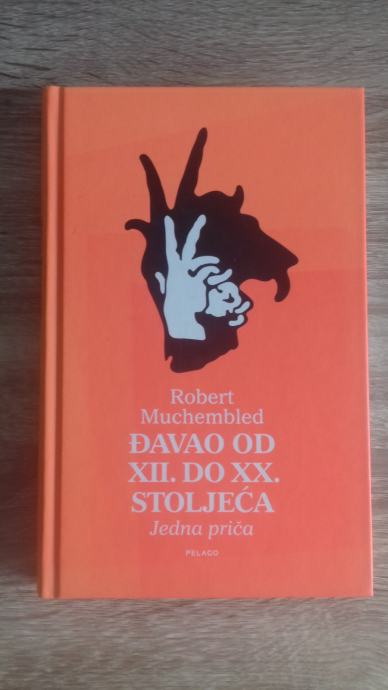 Robert
Muchembled
ĐAVAO OD
XII. DO XX.
STOLJEĆA
Jedna priča
PELAGO